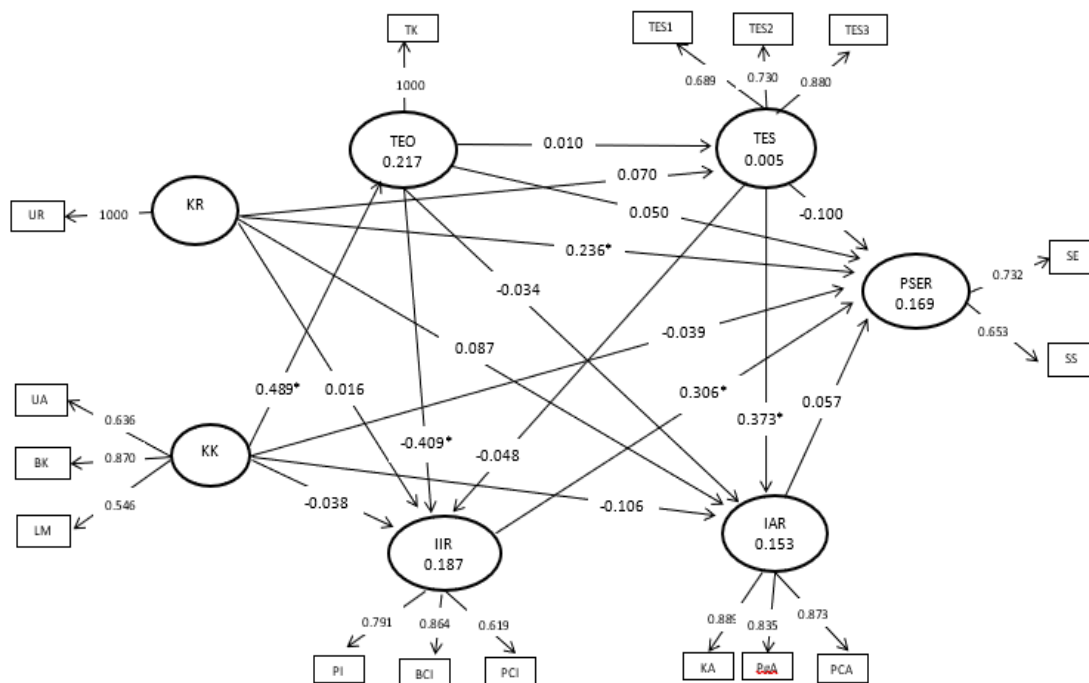 TK
TES1
TES2
TES3
1000
0.689
0.730
0.880
TEO
0.217
0.010
TES
0.005
KR
0.070
UR
1000
0.050
-0.100
0.236*
SE
0.732
PSER
0.169
-0.034
-0.039
0.653
SS
0.087
UA
0.489*
0.016
0.306*
0.057
0.636
0.373*
BK
0.870
KK
-0.409*
-0.048
LM
0.546
-0.038
-0.106
IIR
0.187
IAR
0.153
0.791
0.864
0.619
0.889
0.835
0.873
PI
BCI
PCI
KA
PgA
PCA